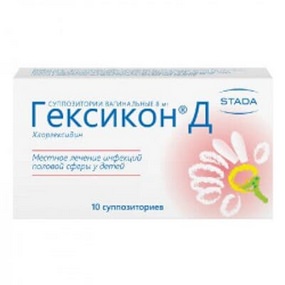 СУППОЗИТОРИИ ВАГИНАЛЬНЫЕ 8 мг
Гексикон® Д
Хлоргексидин
STADA
Местное лечение инфекций
половой сферы у детей
10 суппозиториев